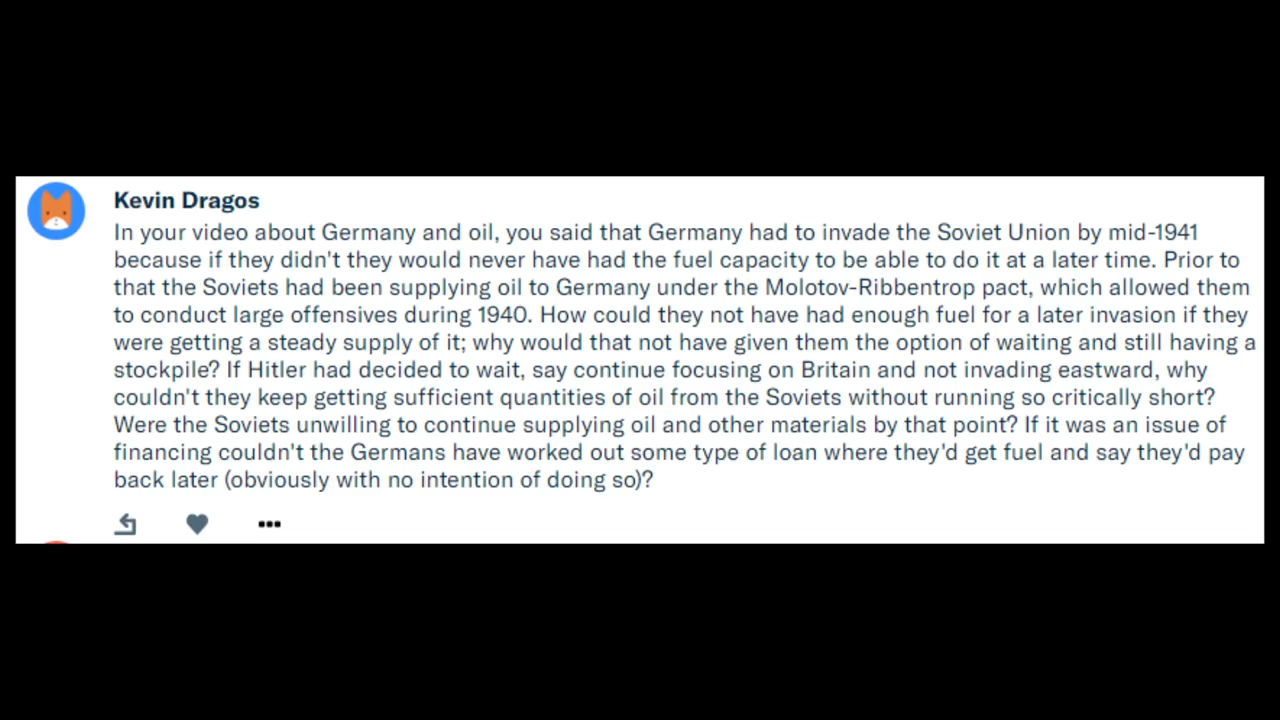 Kevin Dragos
In your video about Germany and oil, you said that Germany had to invade the Soviet Union by mid-1941
because if they didn't they would never have had the fuel capacity to be able to do it at a later time. Prior to
that the Soviets had been supplying oil to Germany under the Molotov-Ribbentrop pact, which allowed them
to conduct large offensives during 1940. How could they not have had enough fuel for a later invasion if they
were getting a steady supply of it; why would that not have given them the option of waiting and still having a
stockpile? If Hitler had decided to wait, say continue focusing on Britain and not invading eastward, why
couldn't they keep getting sufficient quantities of oil from the Soviets without running so critically short?
Were the Soviets unwilling to continue supplying oil and other materials by that point? If it was an issue of
financing couldn't the Germans have worked out some type of loan where they'd get fuel and say they'd pay
back later (obviously with no intention of doing so)?